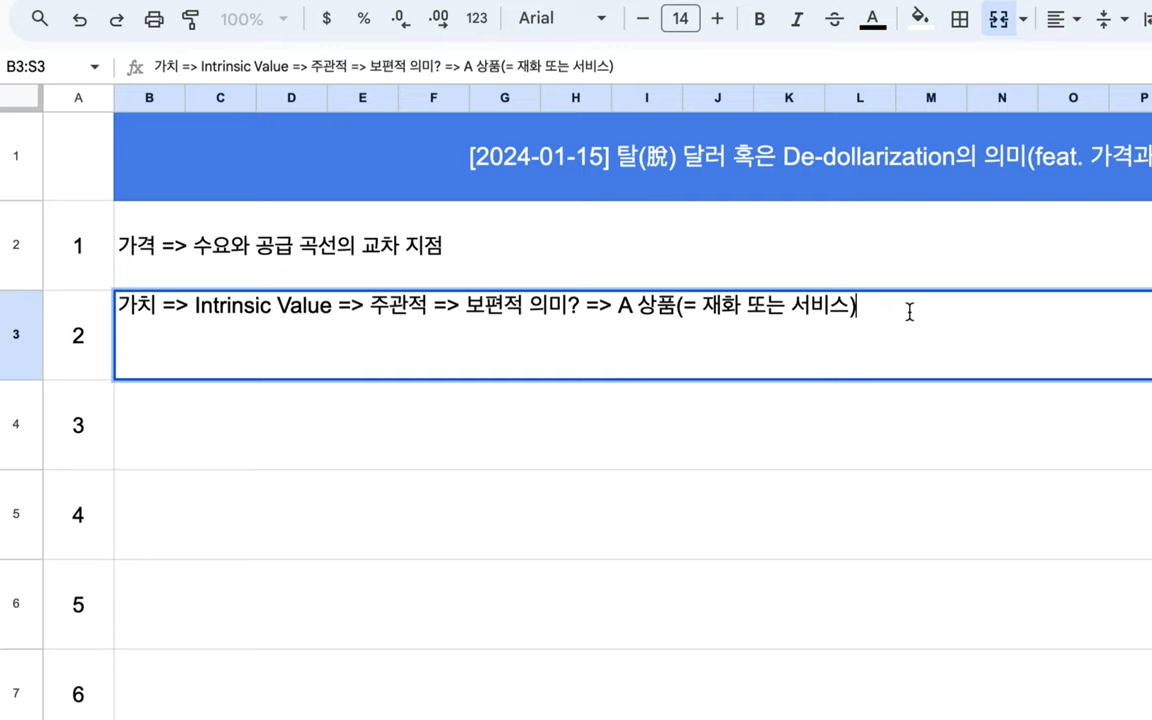 100%
$ % .0 .00 123 Arial 14 B I A
B3:S3
fx 가치 => Intrinsic Value => 주관적 => 보편적 의미? => A 상품(= 재화 또는 서비스)
A B C D E F G H I J K L M N O P
1 [2024-01-15] 탈(脫) 달러 혹은 De-dollarization의 의미(feat. 가격과
2 1 가격 => 수요와 공급 곡선의 교차 지점
3 2 가치 => Intrinsic Value => 주관적 => 보편적 의미? => A 상품(= 재화 또는 서비스)
4 3
5 4
6 5
7 6